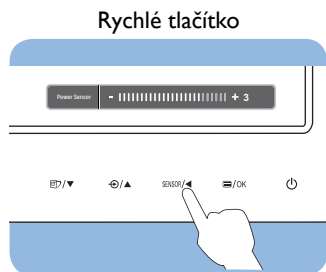 Rychlé tlačítko
Power Sensor - + 3
/▼ /▲ SENSOR/◀ /OK